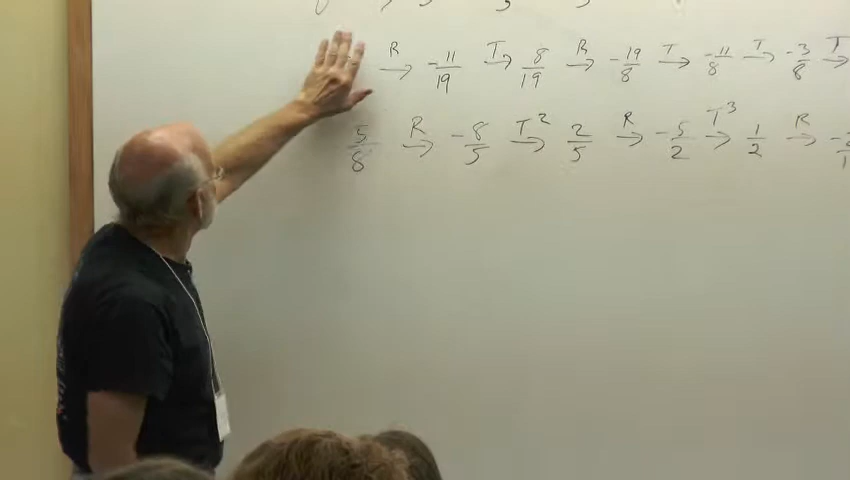 R→ -11/19 T→ 8/19 R→ -19/8 T→ -11/8 T→ -3/8 T→
5/8 R→ -8/5 T²→ 2/5 R→ -5/2 T³→ 1/2 R→